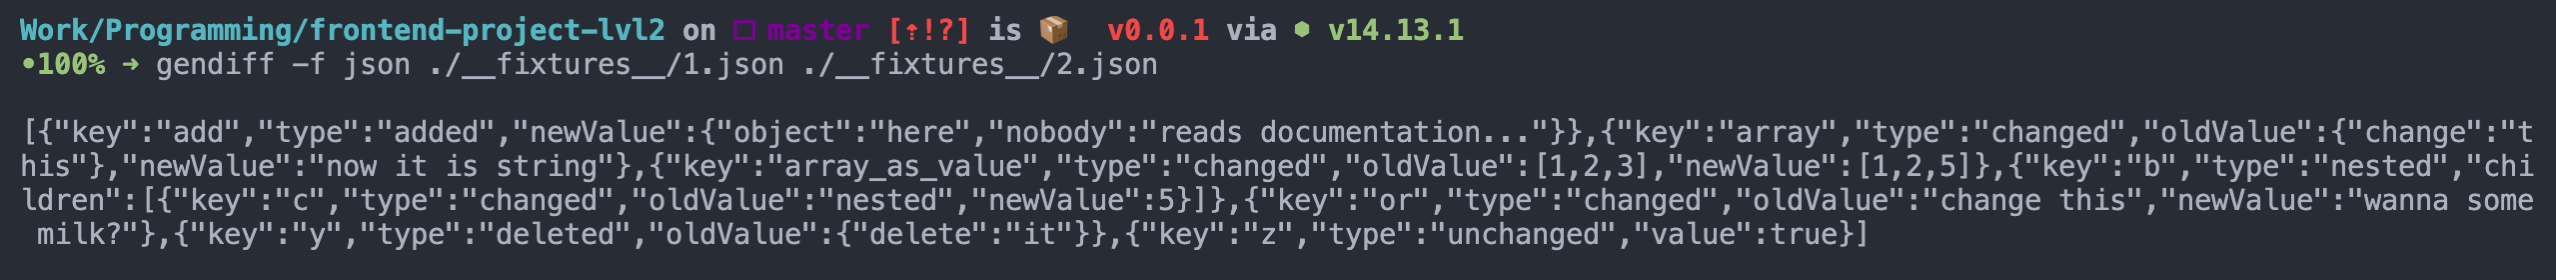 Work/Programming/frontend-project-lvl2 on master [⇡!?] is 📦 v0.0.1 via ⬢ v14.13.1
•100% ➜ gendiff -f json ./__fixtures__/1.json ./__fixtures__/2.json
[{"key":"add","type":"added","newValue":{"object":"here","nobody":"reads documentation..."}},{"key":"array","type":"changed","oldValue":{"change":"t
his"},"newValue":"now it is string"},{"key":"array_as_value","type":"changed","oldValue":[1,2,3],"newValue":[1,2,5]},{"key":"b","type":"nested","chi
ldren":[{"key":"c","type":"changed","oldValue":"nested","newValue":5}]},{"key":"or","type":"changed","oldValue":"change this","newValue":"wanna some
 milk?"},{"key":"y","type":"deleted","oldValue":{"delete":"it"}},{"key":"z","type":"unchanged","value":true}]